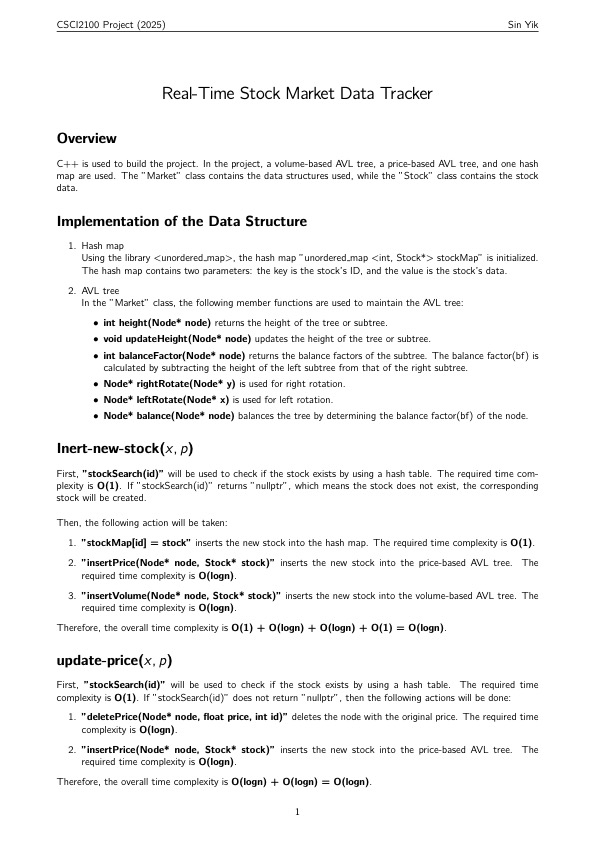 CSCI2100 Project (2025) Sin Yik
Real-Time Stock Market Data Tracker
Overview
C++ is used to build the project. In the project, a volume-based AVL tree, a price-based AVL tree, and one hash
map are used. The "Market" class contains the data structures used, while the "Stock" class contains the stock
data.
Implementation of the Data Structure
1. Hash map
Using the library <unordered_map>, the hash map "unordered_map <int, Stock*> stockMap" is initialized.
The hash map contains two parameters: the key is the stock's ID, and the value is the stock's data.
2. AVL tree
In the "Market" class, the following member functions are used to maintain the AVL tree:
• int height(Node* node) returns the height of the tree or subtree.
• void updateHeight(Node* node) updates the height of the tree or subtree.
• int balanceFactor(Node* node) returns the balance factors of the subtree. The balance factor(bf) is
calculated by subtracting the height of the left subtree from that of the right subtree.
• Node* rightRotate(Node* y) is used for right rotation.
• Node* leftRotate(Node* x) is used for left rotation.
• Node* balance(Node* node) balances the tree by determining the balance factor(bf) of the node.
Inert-new-stock(x, p)
First, "stockSearch(id)" will be used to check if the stock exists by using a hash table. The required time com-
plexity is O(1). If "stockSearch(id)" returns "nullptr", which means the stock does not exist, the corresponding
stock will be created.
Then, the following action will be taken:
1. "stockMap[id] = stock" inserts the new stock into the hash map. The required time complexity is O(1).
2. "insertPrice(Node* node, Stock* stock)" inserts the new stock into the price-based AVL tree. The
required time complexity is O(logn).
3. "insertVolume(Node* node, Stock* stock)" inserts the new stock into the volume-based AVL tree. The
required time complexity is O(logn).
Therefore, the overall time complexity is O(1) + O(logn) + O(logn) + O(1) = O(logn).
update-price(x, p)
First, "stockSearch(id)" will be used to check if the stock exists by using a hash table. The required time
complexity is O(1). If "stockSearch(id)" does not return "nullptr", then the following actions will be done:
1. "deletePrice(Node* node, float price, int id)" deletes the node with the original price. The required time
complexity is O(logn).
2. "insertPrice(Node* node, Stock* stock)" inserts the new stock into the price-based AVL tree. The
required time complexity is O(logn).
Therefore, the overall time complexity is O(logn) + O(logn) = O(logn).
1